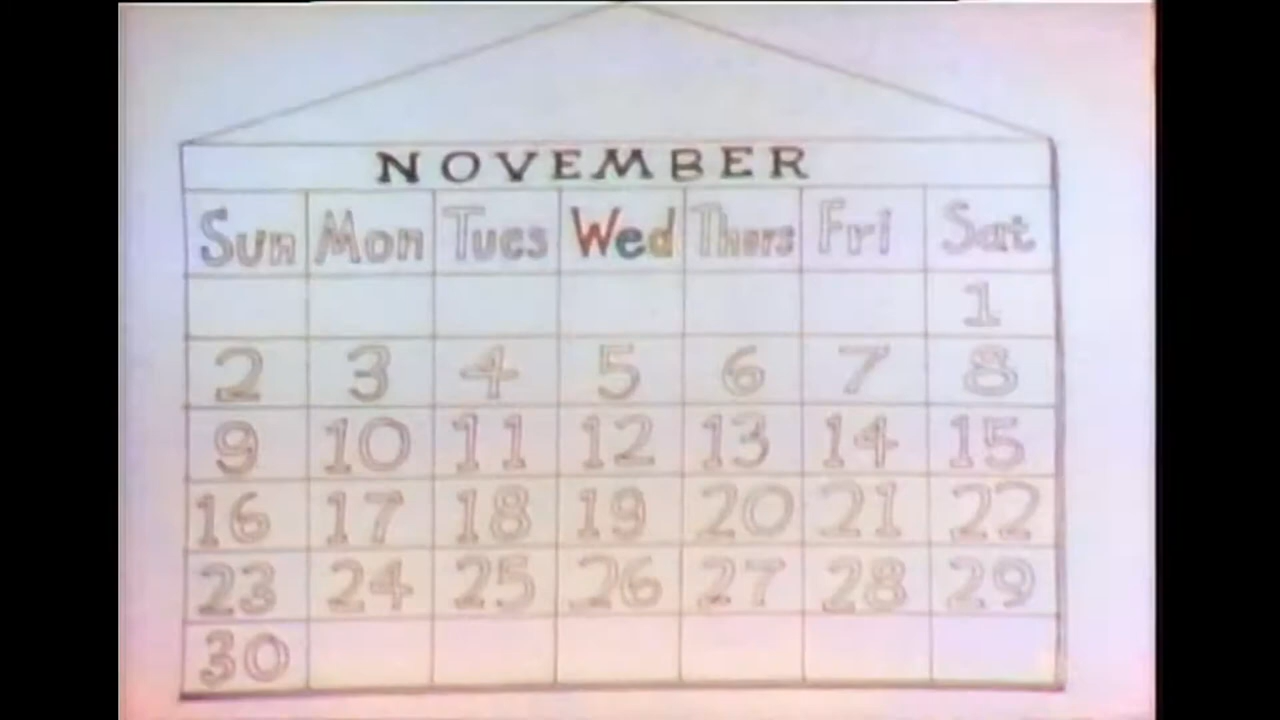 NOVEMBER
Sun Mon Tues Wed Thurs Fri Sat
1
2 3 4 5 6 7 8
9 10 11 12 13 14 15
16 17 18 19 20 21 22
23 24 25 26 27 28 29
30